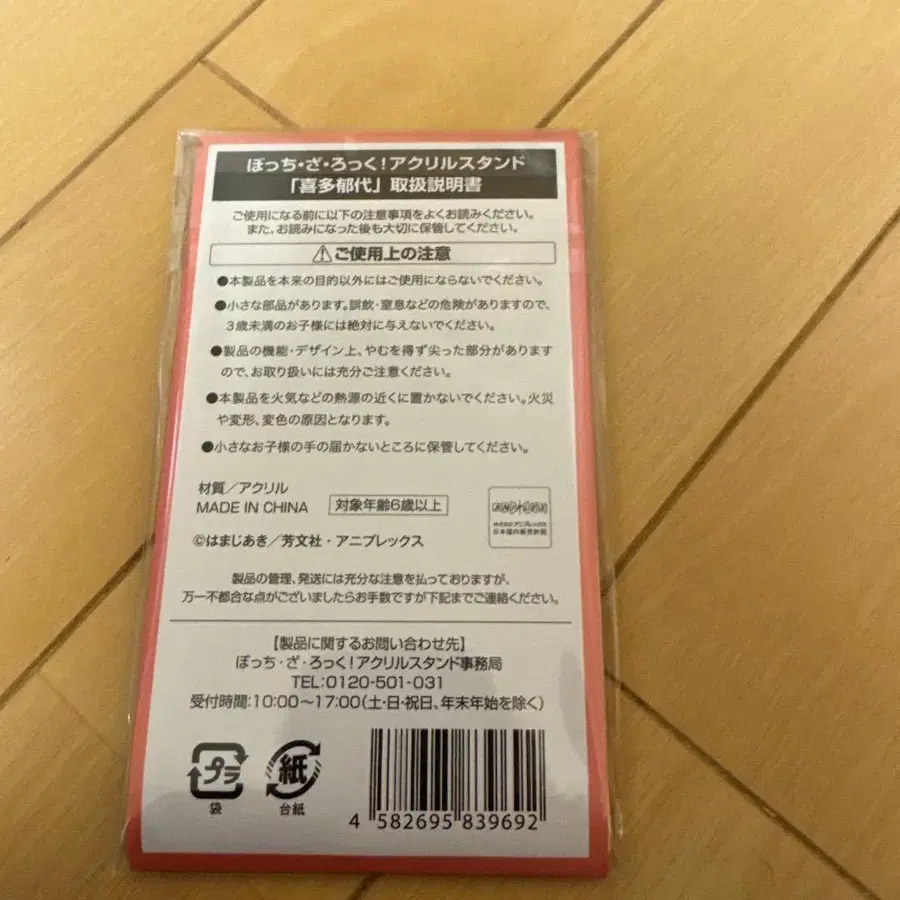 ぼっち・ざ・ろっく!アクリルスタンド
「喜多郁代」取扱説明書
ご使用になる前に以下の注意事項をよくお読みください。
また、お読みになった後も大切に保管してください。
⚠ご使用上の注意
●本製品を本来の目的以外にはご使用にならないでください。
●小さな部品があります。誤飲・窒息などの危険がありますので、
3歳未満のお子様には絶対に与えないでください。
●製品の機能・デザイン上、やむを得ず尖った部分があります
ので、お取り扱いには充分ご注意ください。
●本製品を火気などの熱源の近くに置かないでください。火災
や変形、変色の原因となります。
●小さなお子様の手の届かないところに保管してください。
材質/アクリル
MADE IN CHINA
対象年齢6歳以上
株式会社アニプレックス
日本国内販売許諾
©はまじあき/芳文社・アニプレックス
製品の管理、発送には充分な注意を払っておりますが、
万一不都合な点がございましたらお手数ですが下記までご連絡ください。
【製品に関するお問い合わせ先】
ぼっち・ざ・ろっく!アクリルスタンド事務局
TEL:0120-501-031
受付時間:10:00〜17:00(土・日・祝日、年末年始を除く)
プラ
袋
紙
台紙
4 582695 839692